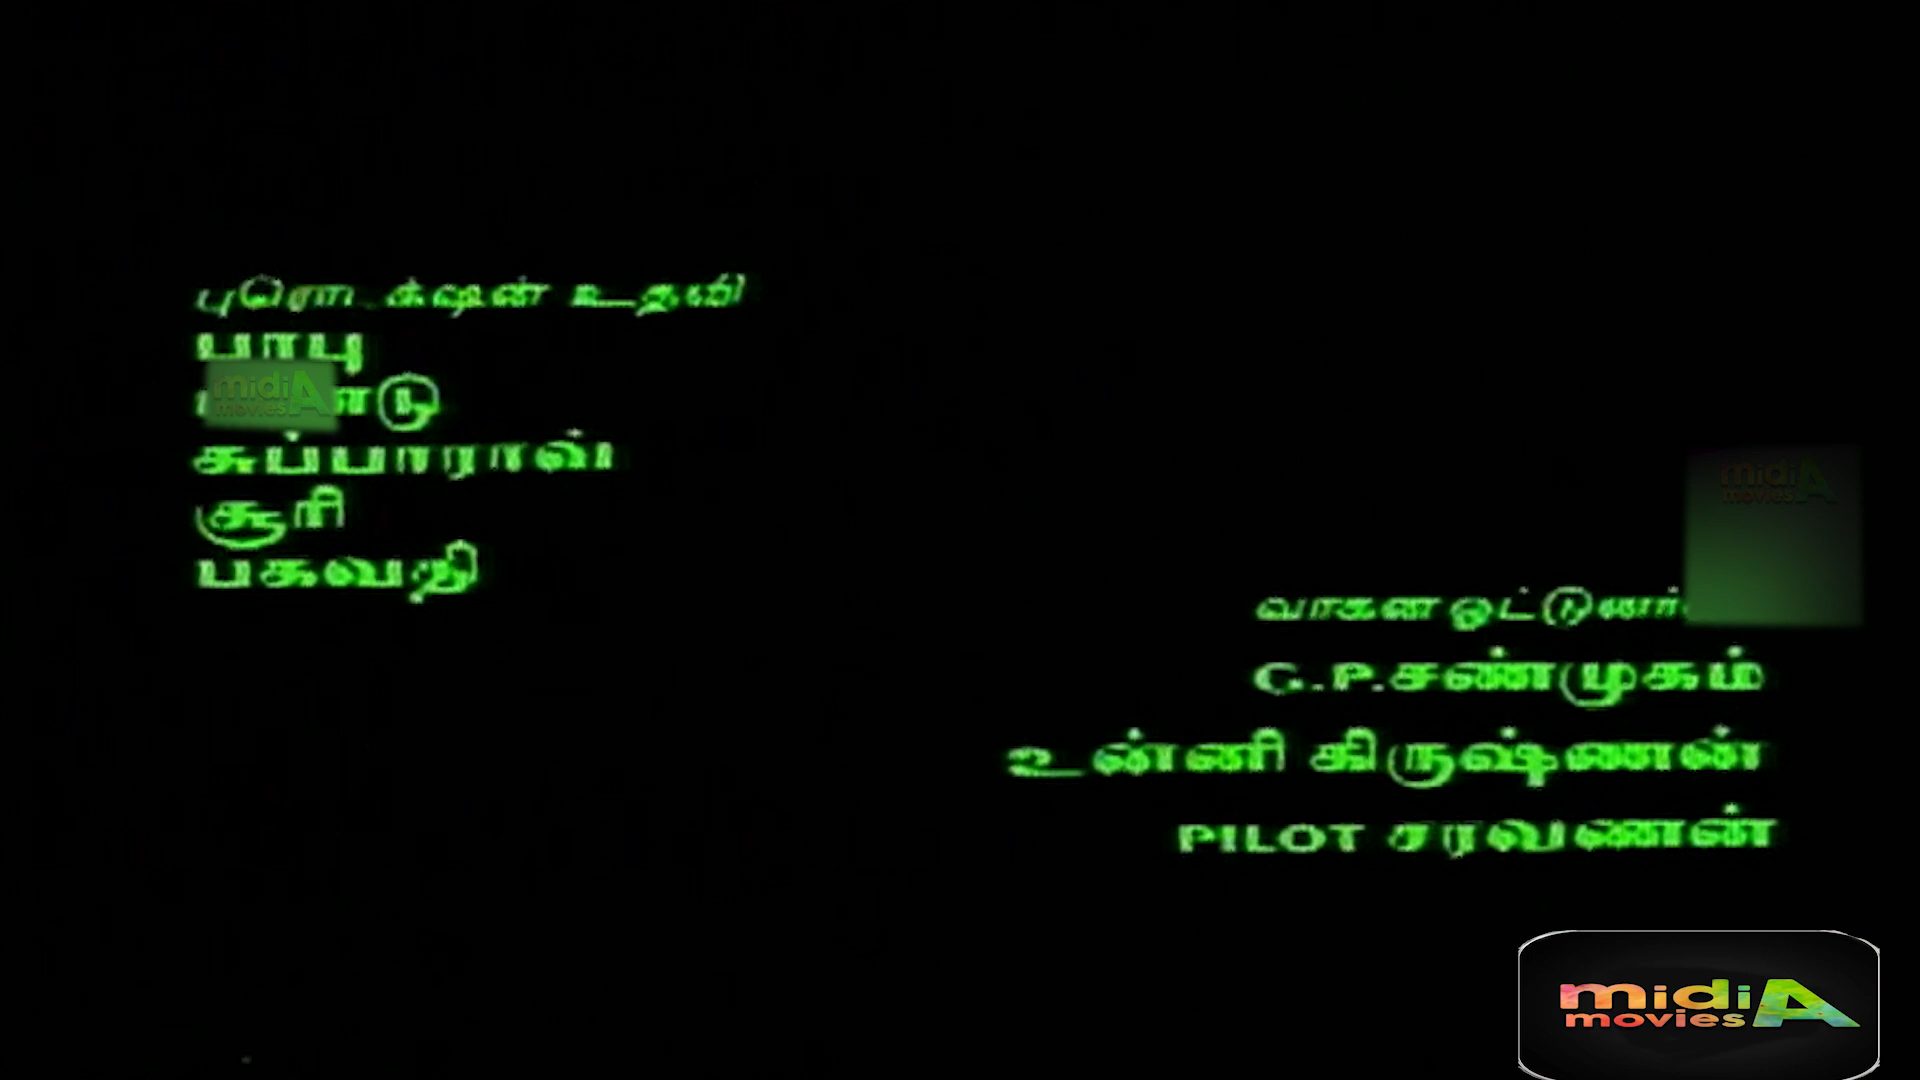 புரொடக்ஷன் உதவி
பாபு
சுப்பாராவ்
சூரி
பகவதி
வாகன ஓட்டுனர்
G.P.சண்முகம்
உன்னி கிருஷ்ணன்
PILOT சரவணன்
midiA
movies